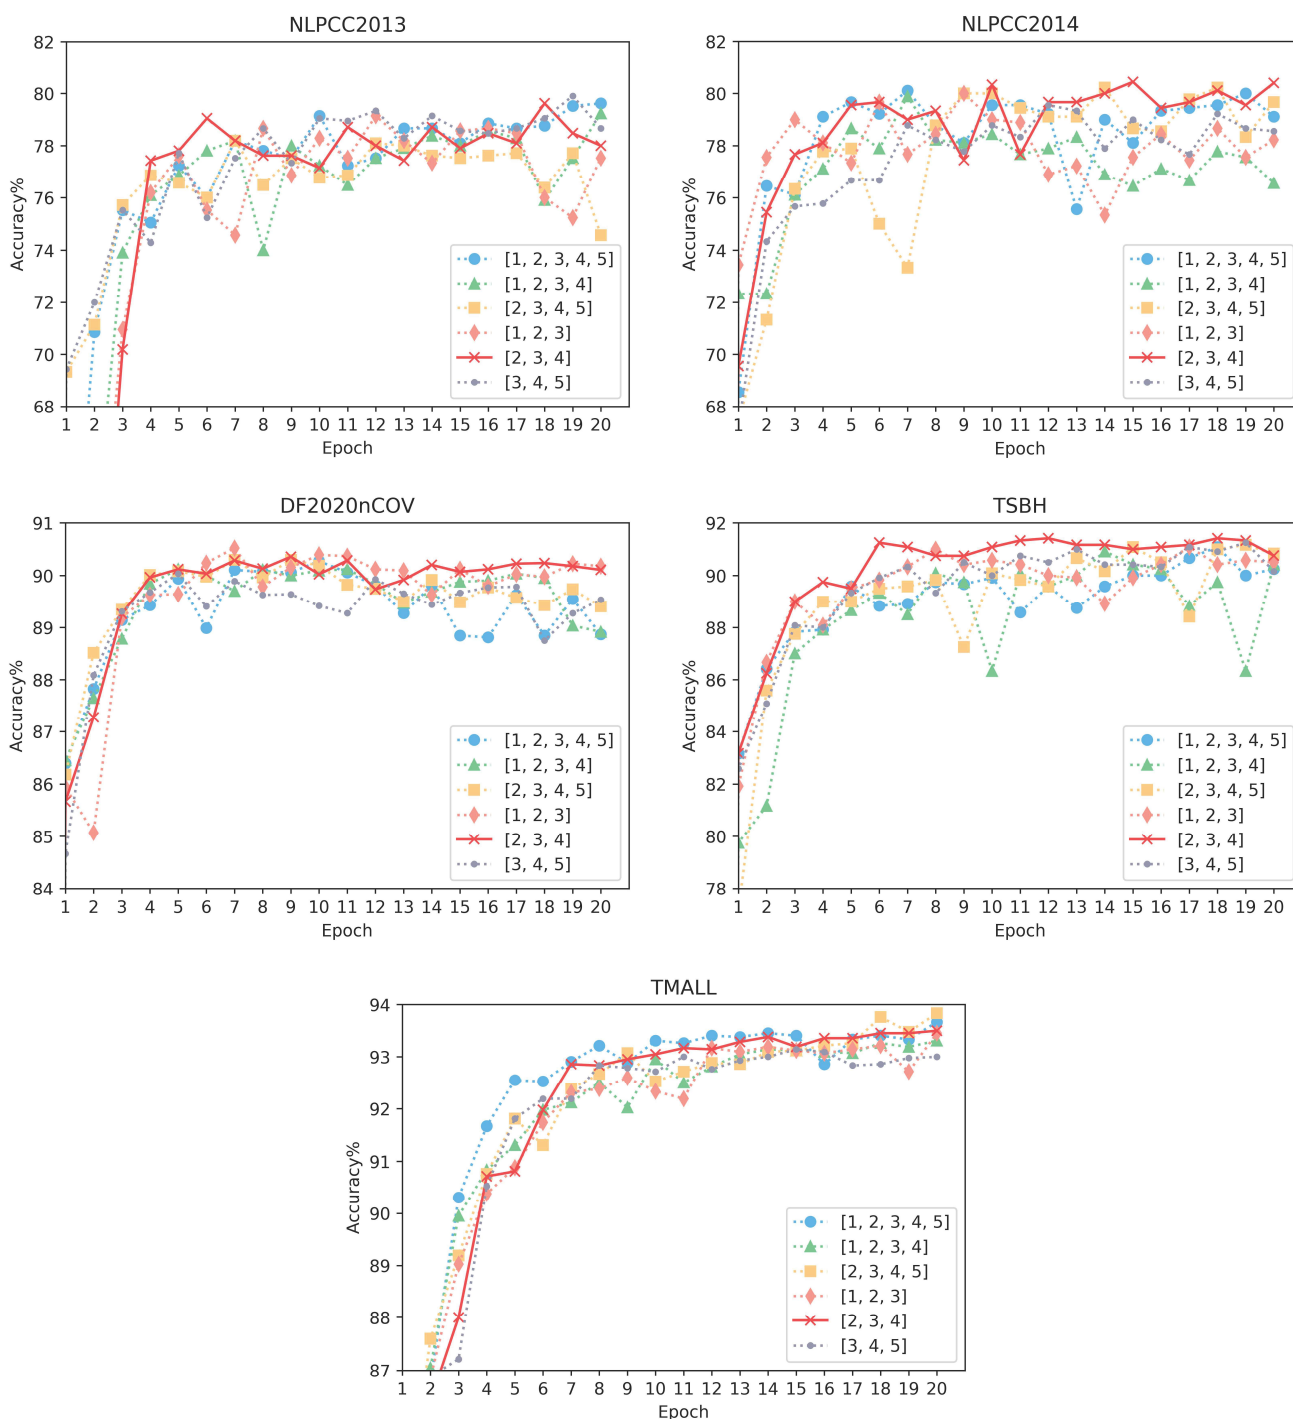 NLPCC2013
82
80
78
76
74
72
70
68
Accuracy%
1 2 3 4 5 6 7 8 9 10 11 12 13 14 15 16 17 18 19 20
Epoch
[1, 2, 3, 4, 5]
[1, 2, 3, 4]
[2, 3, 4, 5]
[1, 2, 3]
[2, 3, 4]
[3, 4, 5]
NLPCC2014
82
80
78
76
74
72
70
68
Accuracy%
1 2 3 4 5 6 7 8 9 10 11 12 13 14 15 16 17 18 19 20
Epoch
[1, 2, 3, 4, 5]
[1, 2, 3, 4]
[2, 3, 4, 5]
[1, 2, 3]
[2, 3, 4]
[3, 4, 5]
DF2020nCOV
91
90
89
88
87
86
85
84
Accuracy%
1 2 3 4 5 6 7 8 9 10 11 12 13 14 15 16 17 18 19 20
Epoch
[1, 2, 3, 4, 5]
[1, 2, 3, 4]
[2, 3, 4, 5]
[1, 2, 3]
[2, 3, 4]
[3, 4, 5]
TSBH
92
90
88
86
84
82
80
78
Accuracy%
1 2 3 4 5 6 7 8 9 10 11 12 13 14 15 16 17 18 19 20
Epoch
[1, 2, 3, 4, 5]
[1, 2, 3, 4]
[2, 3, 4, 5]
[1, 2, 3]
[2, 3, 4]
[3, 4, 5]
TMALL
94
93
92
91
90
89
88
87
Accuracy%
1 2 3 4 5 6 7 8 9 10 11 12 13 14 15 16 17 18 19 20
Epoch
[1, 2, 3, 4, 5]
[1, 2, 3, 4]
[2, 3, 4, 5]
[1, 2, 3]
[2, 3, 4]
[3, 4, 5]